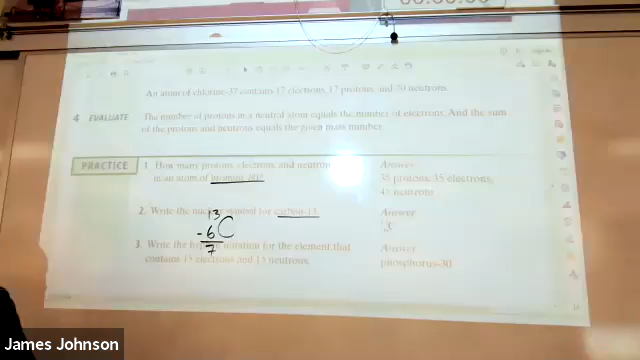 00:00:00
An atom of chlorine-37 contains 17 electrons, 17 protons, and 20 neutrons.
4 EVALUATE The number of protons in a neutral atom equals the number of electrons. And the sum
of the protons and neutrons equals the given mass number.
PRACTICE
1. How many protons, electrons, and neutrons
in an atom of bromine-80?
Answer
35 protons, 35 electrons,
45 neutrons
2. Write the nuclear symbol for carbon-13.
Answer
13
- 6 C
7
3. Write the notation for the element that
contains 15 electrons and 15 neutrons.
Answer
phosphorus-30
James Johnson